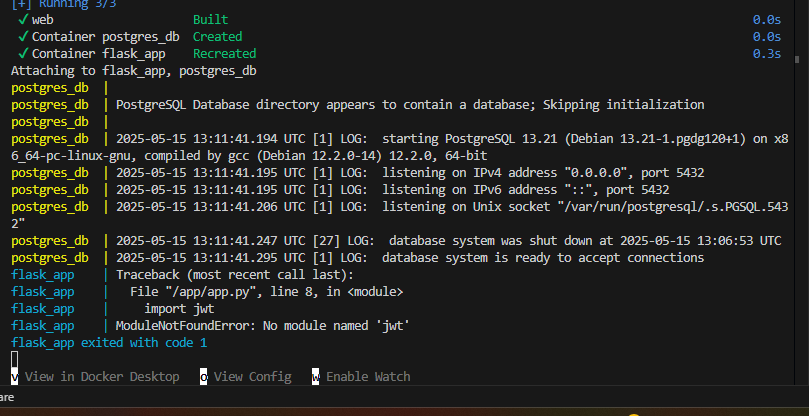 [+] Running 3/3
✓ web Built 0.0s
✓ Container postgres_db Created 0.0s
✓ Container flask_app Recreated 0.3s
Attaching to flask_app, postgres_db
postgres_db |
postgres_db | PostgreSQL Database directory appears to contain a database; Skipping initialization
postgres_db |
postgres_db | 2025-05-15 13:11:41.194 UTC [1] LOG:  starting PostgreSQL 13.21 (Debian 13.21-1.pgdg120+1) on x8
6_64-pc-linux-gnu, compiled by gcc (Debian 12.2.0-14) 12.2.0, 64-bit
postgres_db | 2025-05-15 13:11:41.195 UTC [1] LOG:  listening on IPv4 address "0.0.0.0", port 5432
postgres_db | 2025-05-15 13:11:41.195 UTC [1] LOG:  listening on IPv6 address "::", port 5432
postgres_db | 2025-05-15 13:11:41.206 UTC [1] LOG:  listening on Unix socket "/var/run/postgresql/.s.PGSQL.543
2"
postgres_db | 2025-05-15 13:11:41.247 UTC [27] LOG:  database system was shut down at 2025-05-15 13:06:53 UTC
postgres_db | 2025-05-15 13:11:41.295 UTC [1] LOG:  database system is ready to accept connections
flask_app | Traceback (most recent call last):
flask_app |   File "/app/app.py", line 8, in <module>
flask_app |     import jwt
flask_app | ModuleNotFoundError: No module named 'jwt'
flask_app exited with code 1
v View in Docker Desktop o View Config w Enable Watch
are